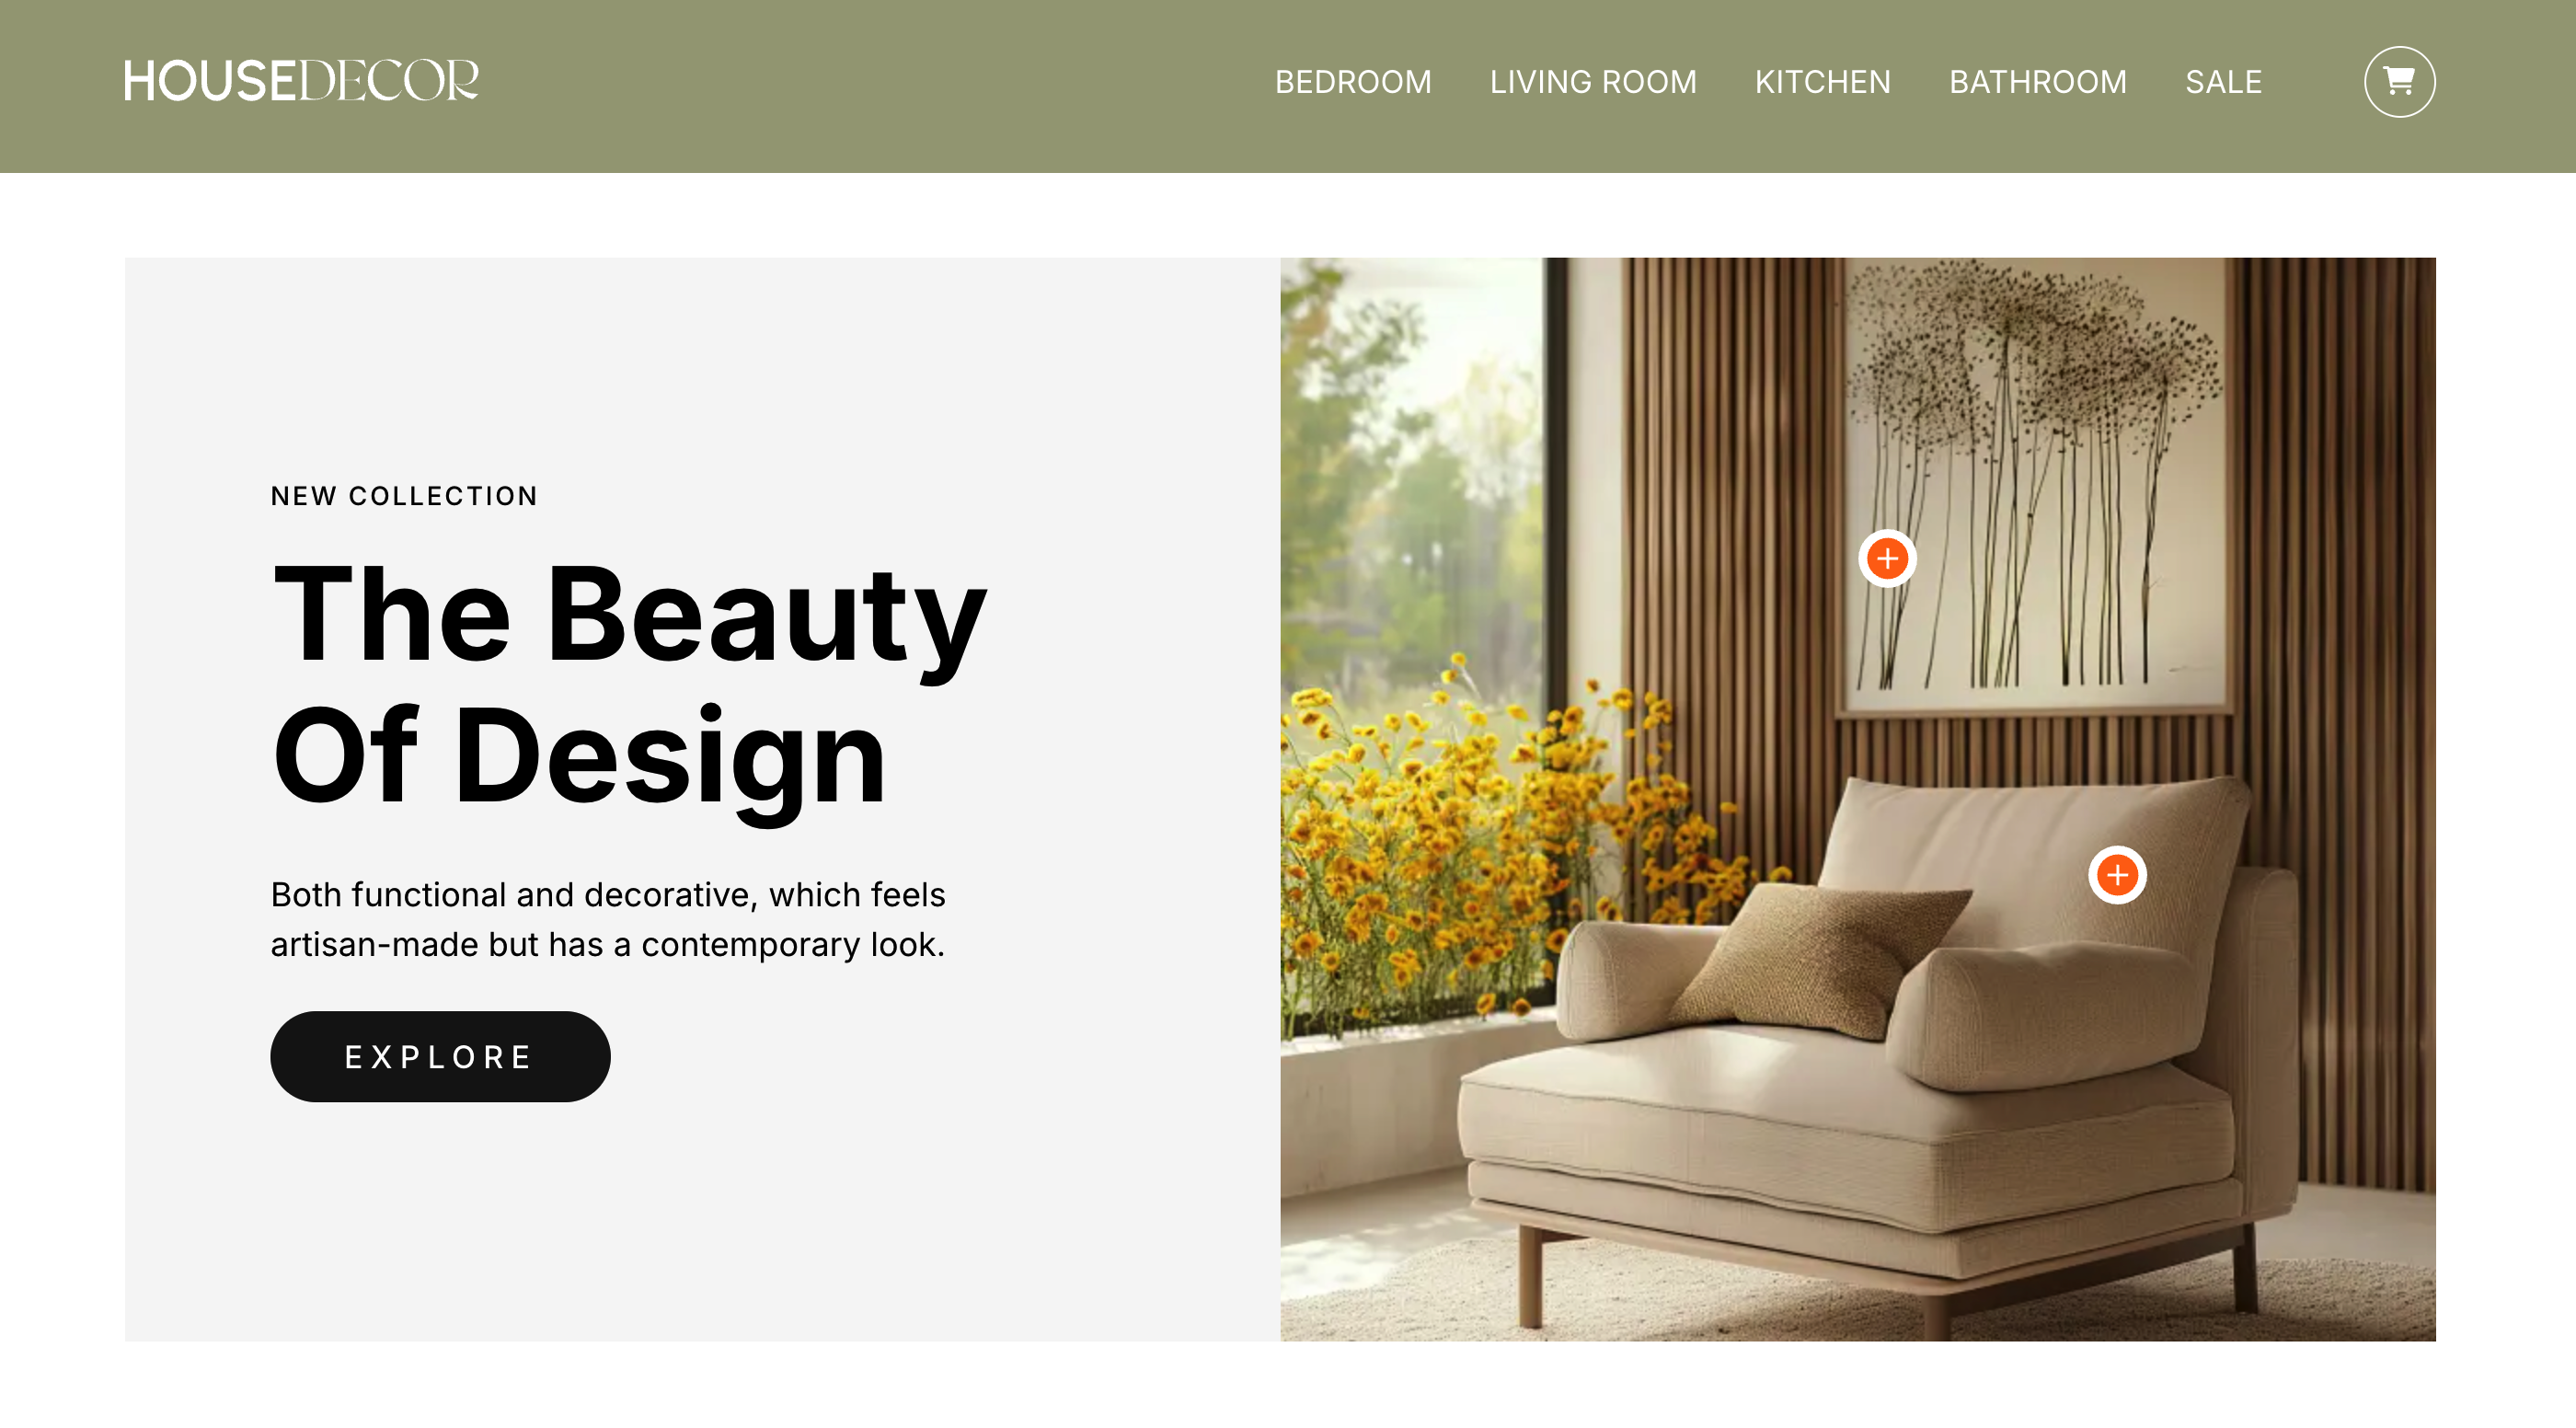 HOUSEDECOR
BEDROOM LIVING ROOM KITCHEN BATHROOM SALE
NEW COLLECTION
The Beauty
Of Design
Both functional and decorative, which feels
artisan-made but has a contemporary look.
EXPLORE